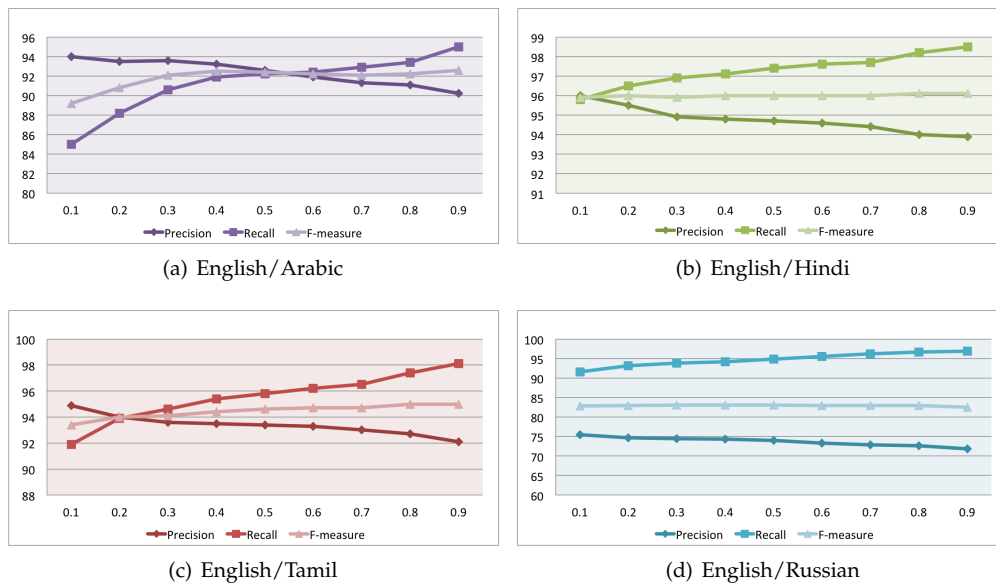 96
94
92
90
88
86
84
82
80
0.1 0.2 0.3 0.4 0.5 0.6 0.7 0.8 0.9
Precision Recall F-measure
(a) English/Arabic
99
98
97
96
95
94
93
92
91
0.1 0.2 0.3 0.4 0.5 0.6 0.7 0.8 0.9
Precision Recall F-measure
(b) English/Hindi
100
98
96
94
92
90
88
0.1 0.2 0.3 0.4 0.5 0.6 0.7 0.8 0.9
Precision Recall F-measure
(c) English/Tamil
100
95
90
85
80
75
70
65
60
0.1 0.2 0.3 0.4 0.5 0.6 0.7 0.8 0.9
Precision Recall F-measure
(d) English/Russian